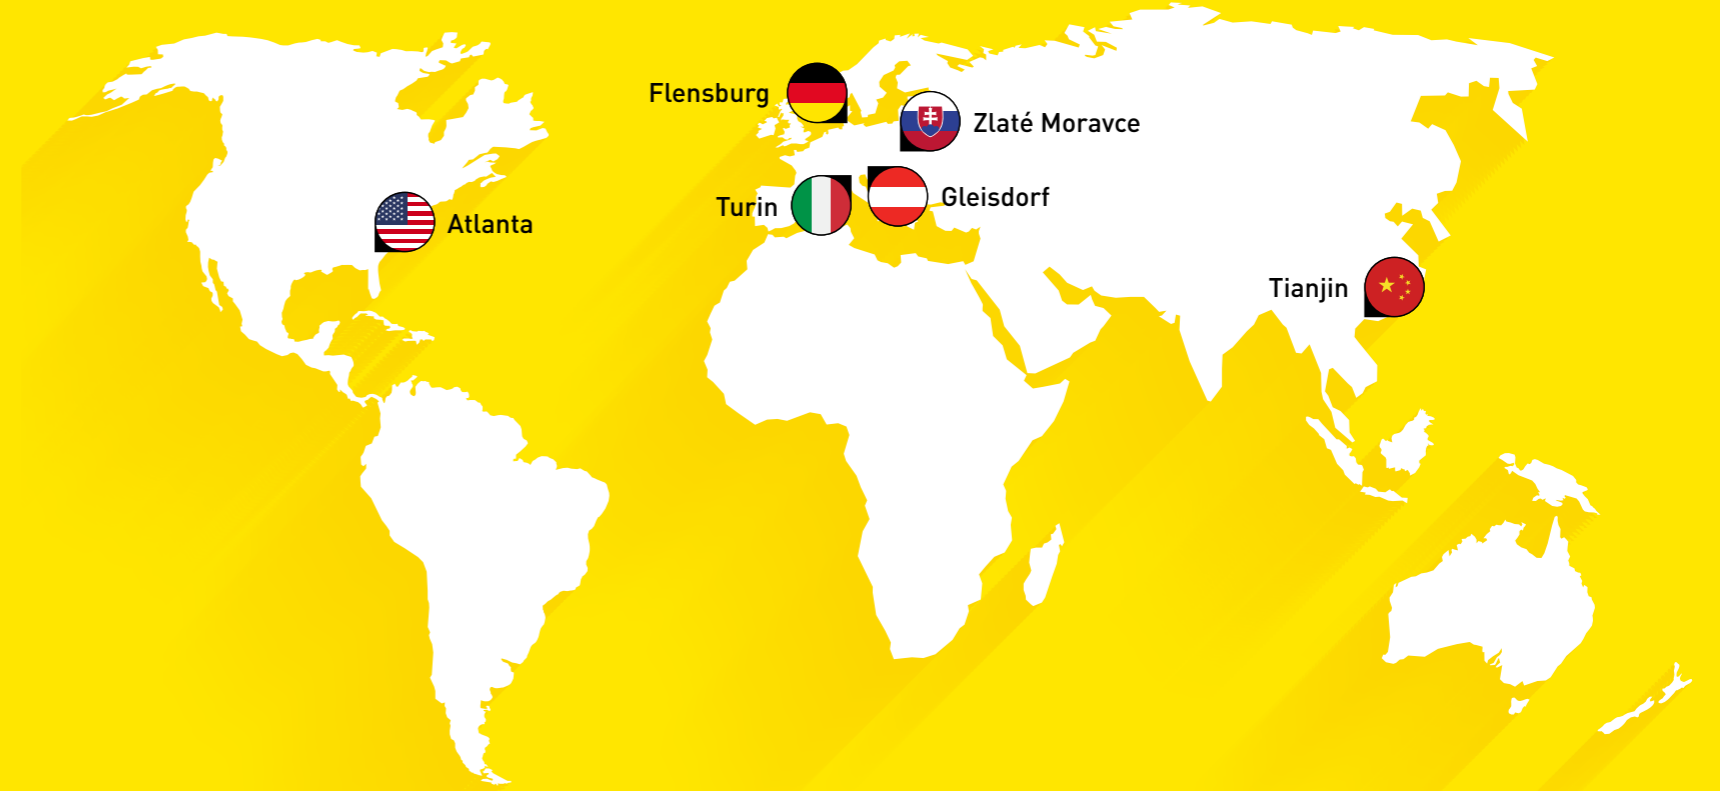 Flensburg
Zlaté Moravce
Turin
Gleisdorf
Atlanta
Tianjin